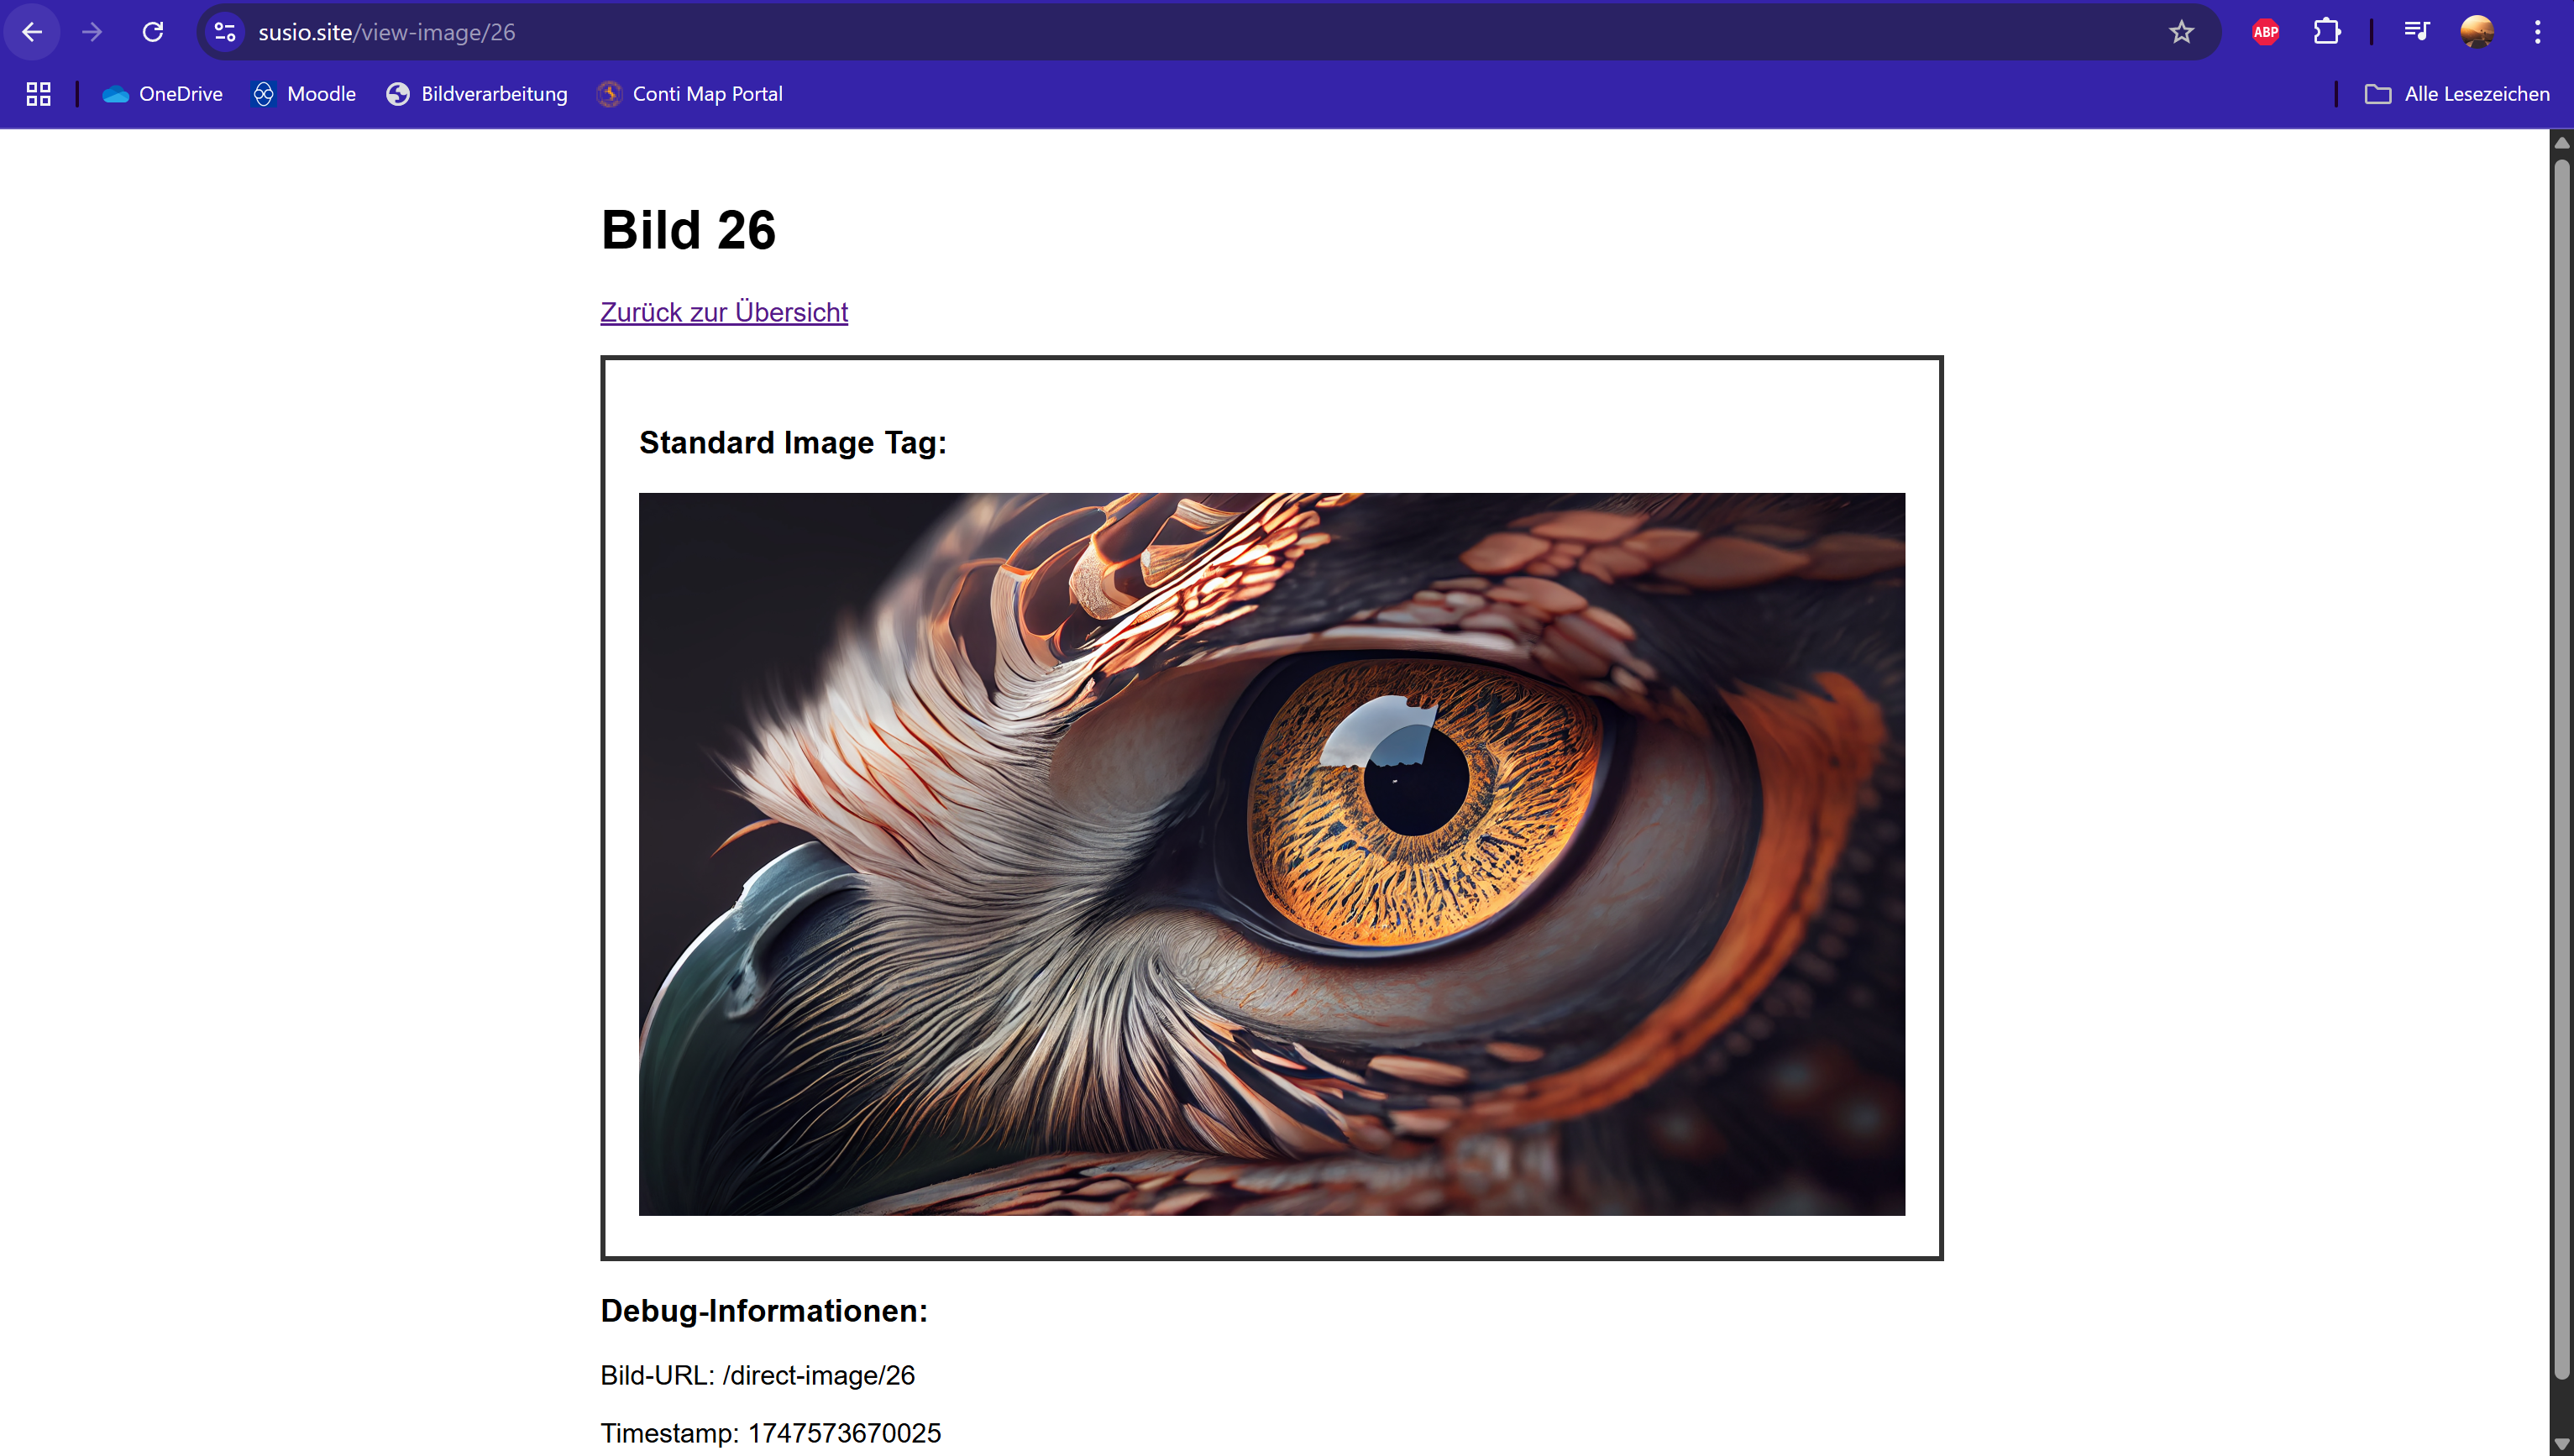 susio.site/view-image/26
ABP
OneDrive
Moodle
Bildverarbeitung
Conti Map Portal
Alle Lesezeichen
Bild 26
Zurück zur Übersicht
Standard Image Tag:
Debug-Informationen:
Bild-URL: /direct-image/26
Timestamp: 1747573670025